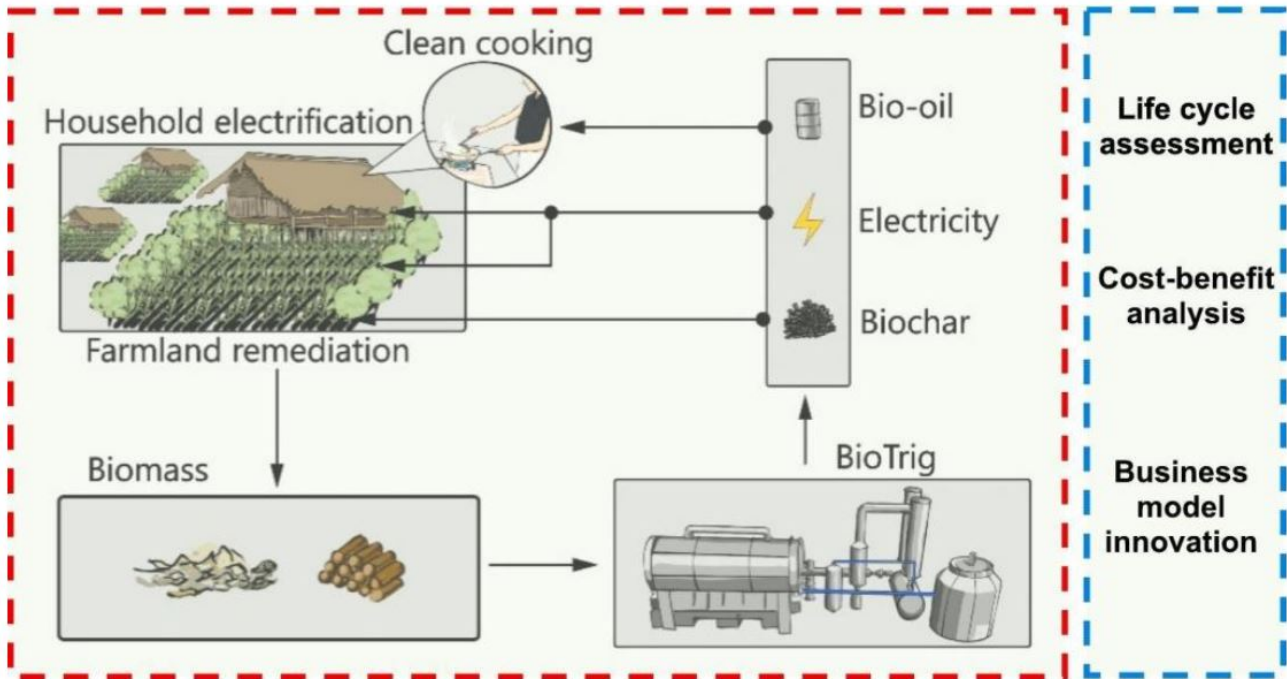 Clean cooking
Household electrification
Farmland remediation
Bio-oil
Electricity
Biochar
Biomass
BioTrig
Life cycle
assessment
Cost-benefit
analysis
Business
model
innovation